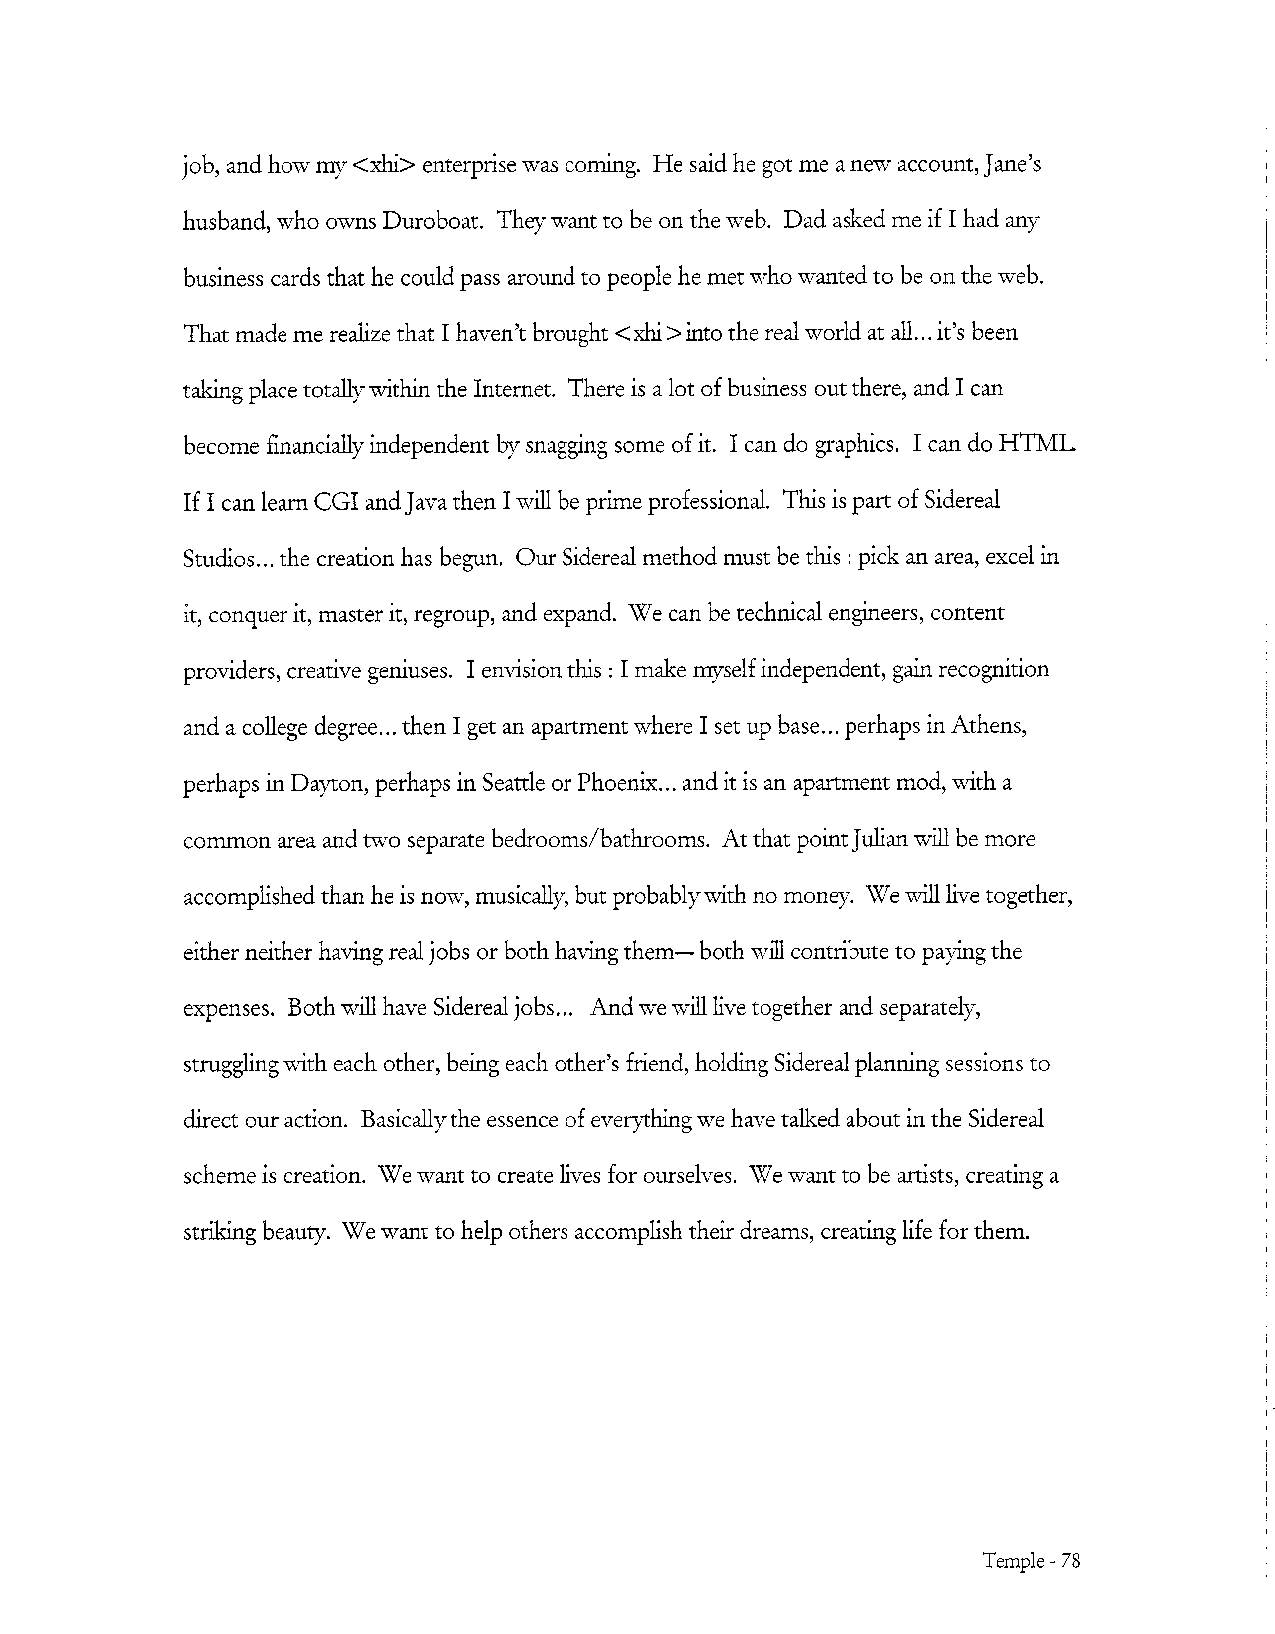 job, and how my <xhi> enterprise was coming. He said he got me a new account, Jane's
husband, who owns Duroboat. They want to be on the web. Dad asked me if I had any
business cards that he could pass around to people he met who wanted to be on the web.
That made me realize that I haven't brought <xhi> into the real world at all... it's been
taking place totally within the Internet. There is a lot of business out there, and I can
become financially independent by snagging some of it. I can do graphics. I can do HTML.
If I can learn CGI and Java then I will be prime professional. This is part of Sidereal
Studios... the creation has begun. Our Sidereal method must be this : pick an area, excel in
it, conquer it, master it, regroup, and expand. We can be technical engineers, content
providers, creative geniuses. I envision this : I make myself independent, gain recognition
and a college degree... then I get an apartment where I set up base... perhaps in Athens,
perhaps in Dayton, perhaps in Seattle or Phoenix... and it is an apartment mod, with a
common area and two separate bedrooms/bathrooms. At that point Julian will be more
accomplished than he is now, musically, but probably with no money. We will live together,
either neither having real jobs or both having them— both will contribute to paying the
expenses. Both will have Sidereal jobs... And we will live together and separately,
struggling with each other, being each other's friend, holding Sidereal planning sessions to
direct our action. Basically the essence of everything we have talked about in the Sidereal
scheme is creation. We want to create lives for ourselves. We want to be artists, creating a
striking beauty. We want to help others accomplish their dreams, creating life for them.
Temple - 78